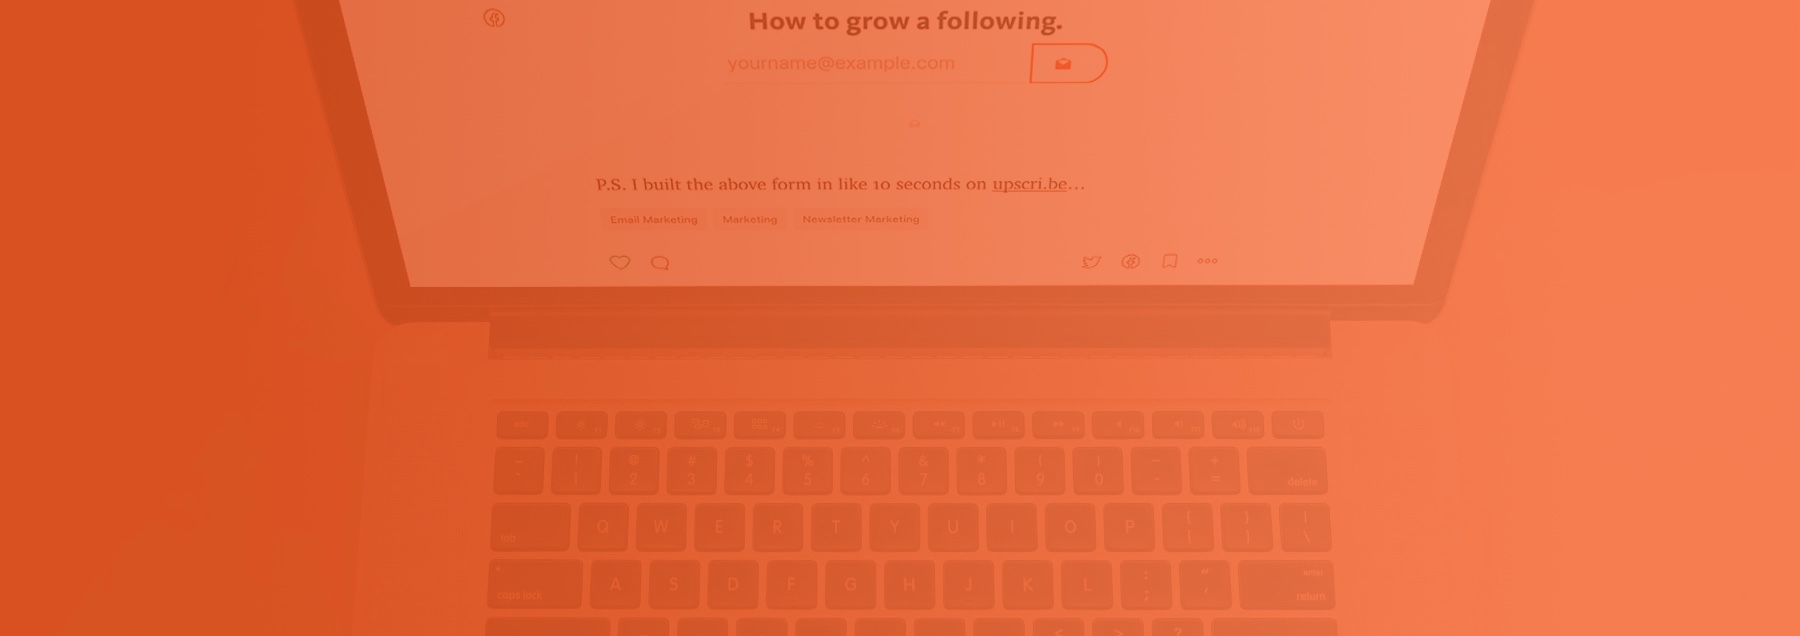 How to grow a following.
yourname@example.com
P.S. I built the above form in like 10 seconds on upscri.be...
Email Marketing Marketing Newsletter Marketing
esc
~ ! @ # $ % ^ & * ( ) — +
2 3 4 5 6 7 8 9 0 - = delete
tab Q W E R T Y U I O P { } |
[ ] \
caps lock A S D F G H J K L : " enter
; ' return
< > ?